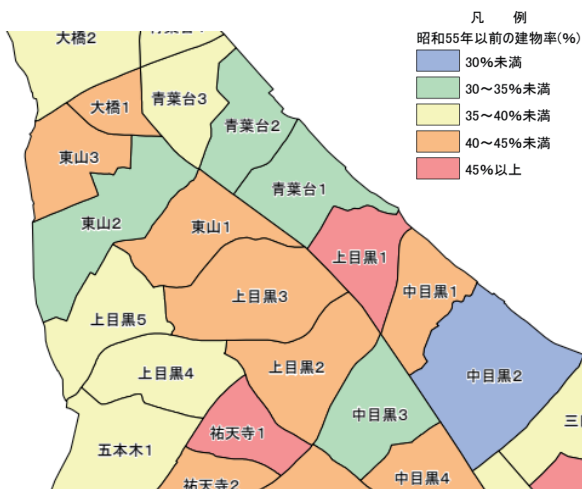 凡　例
昭和55年以前の建物率(%)
30%未満
30～35%未満
35～40%未満
40～45%未満
45%以上
大橋2
青葉台3
大橋1
青葉台2
東山3
青葉台1
東山2
東山1
上目黒1
中目黒1
上目黒3
上目黒5
上目黒2
上目黒4
中目黒2
中目黒3
祐天寺1
五本木1
中目黒4
祐天寺2